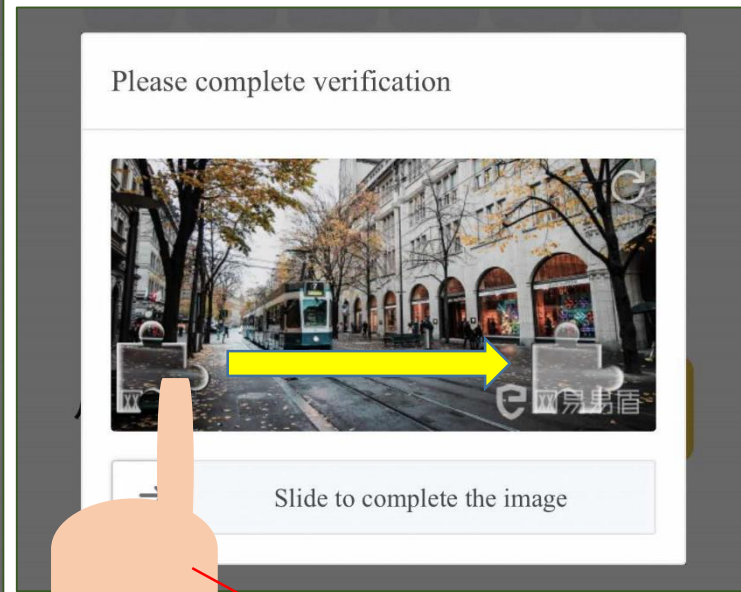 Please complete verification
网易易盾
Slide to complete the image